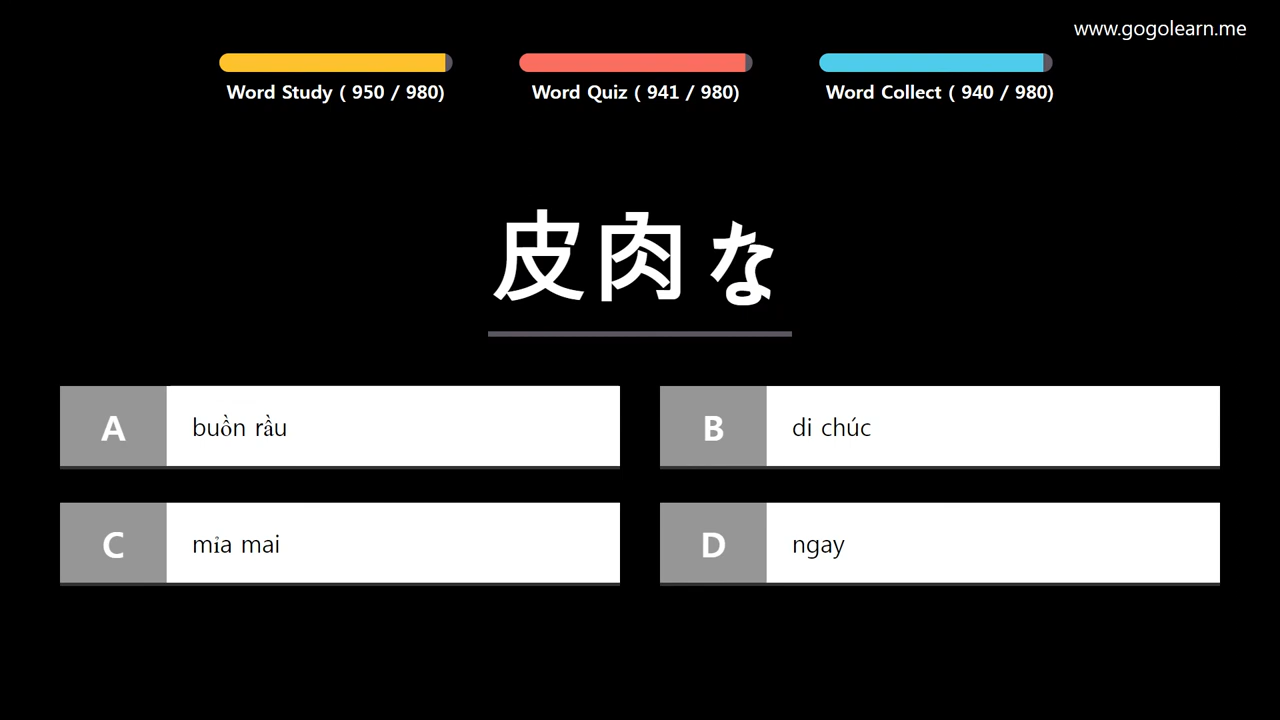 www.gogolearn.me
Word Study ( 950 / 980)
Word Quiz ( 941 / 980)
Word Collect ( 940 / 980)
皮肉な
A buồn rầu
B di chúc
C mỉa mai
D ngay